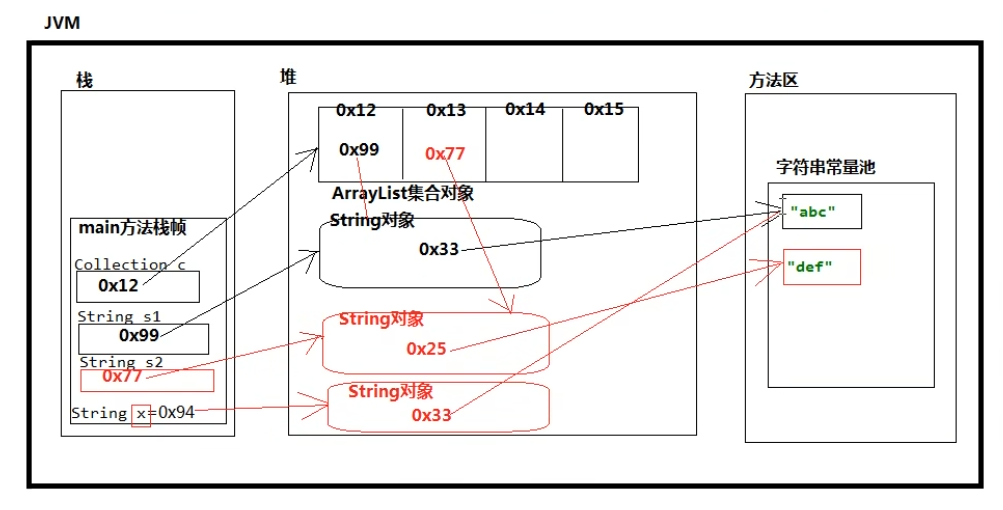 JVM
栈
堆
方法区
0x12 0x13 0x14 0x15
0x99 0x77
ArrayList集合对象
字符串常量池
"abc"
"def"
main方法栈帧
Collection c
0x12
String s1
0x99
String s2
0x77
String x=0x94
String对象
0x33
String对象
0x25
String对象
0x33